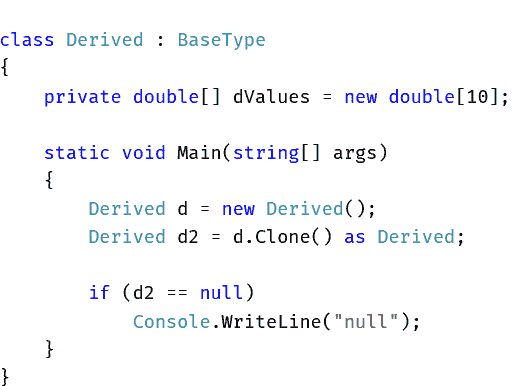 class Derived : BaseType
{
    private double[] dValues = new double[10];
    static void Main(string[] args)
    {
        Derived d = new Derived();
        Derived d2 = d.Clone() as Derived;
        if (d2 == null)
            Console.WriteLine("null");
    }
}